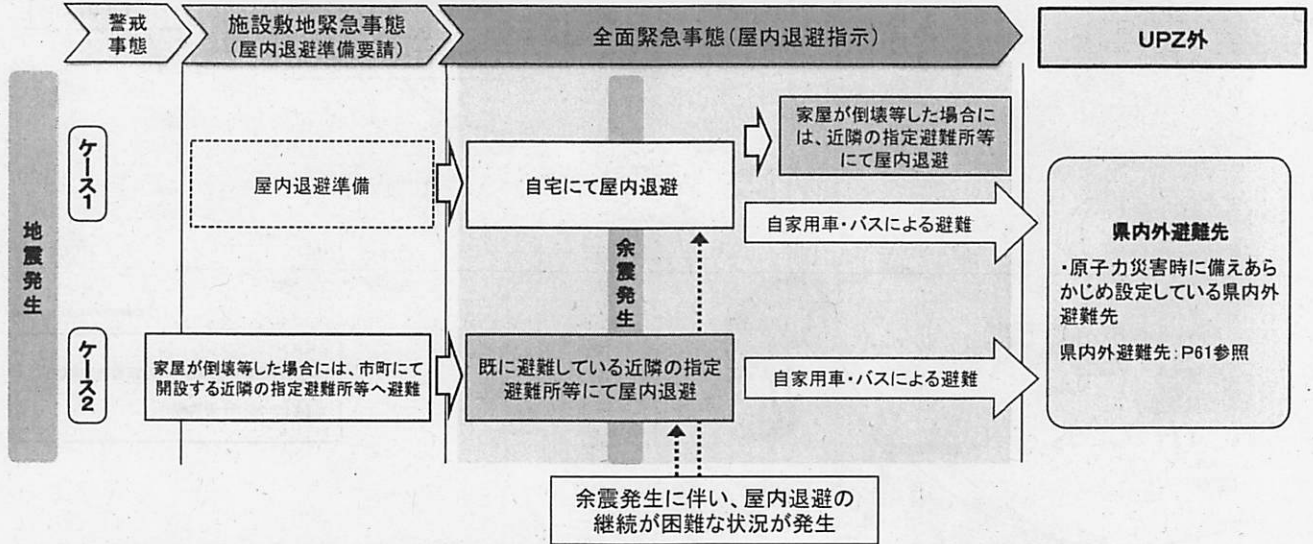 警戒
事態
施設敷地緊急事態
(屋内退避準備要請)
全面緊急事態(屋内退避指示)
UPZ外
地震発生
ケース1
屋内退避準備
自宅にて屋内退避
家屋が倒壊等した場合に
は、近隣の指定避難所等
にて屋内退避
自家用車・バスによる避難
余震発生
ケース2
家屋が倒壊等した場合には、市町にて
開設する近隣の指定避難所等へ避難
既に避難している近隣の指定
避難所等にて屋内退避
自家用車・バスによる避難
県内外避難先
・原子力災害時に備えあら
かじめ設定している県内外
避難先
県内外避難先:P61参照
余震発生に伴い、屋内退避の
継続が困難な状況が発生